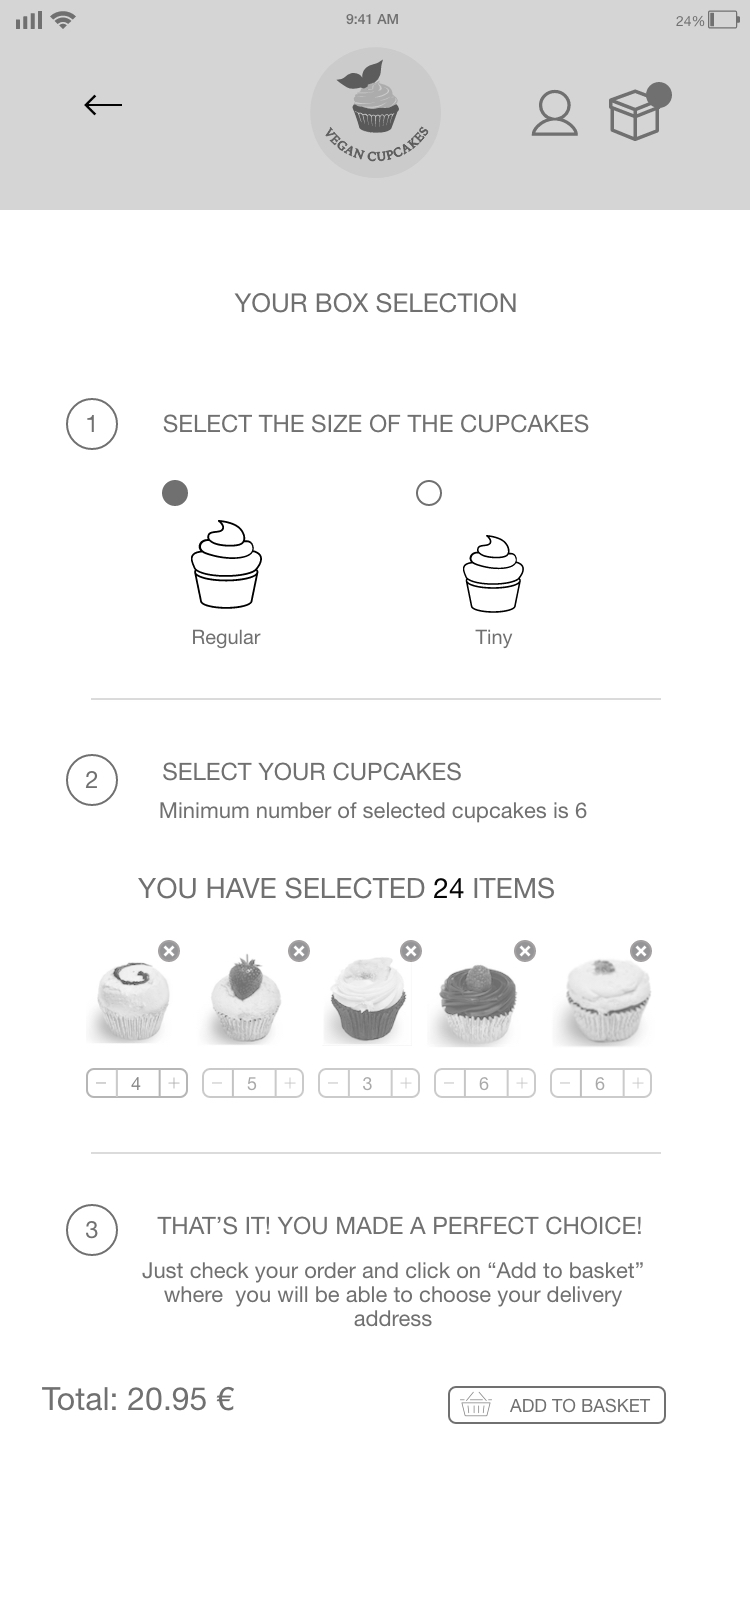 9:41 AM
24%
VEGAN CUPCAKES
YOUR BOX SELECTION
1
SELECT THE SIZE OF THE CUPCAKES
Regular
Tiny
2
SELECT YOUR CUPCAKES
Minimum number of selected cupcakes is 6
YOU HAVE SELECTED 24 ITEMS
4 5 3 6 6
3
THAT’S IT! YOU MADE A PERFECT CHOICE!
Just check your order and click on “Add to basket”
where  you will be able to choose your delivery
address
Total: 20.95 €
ADD TO BASKET